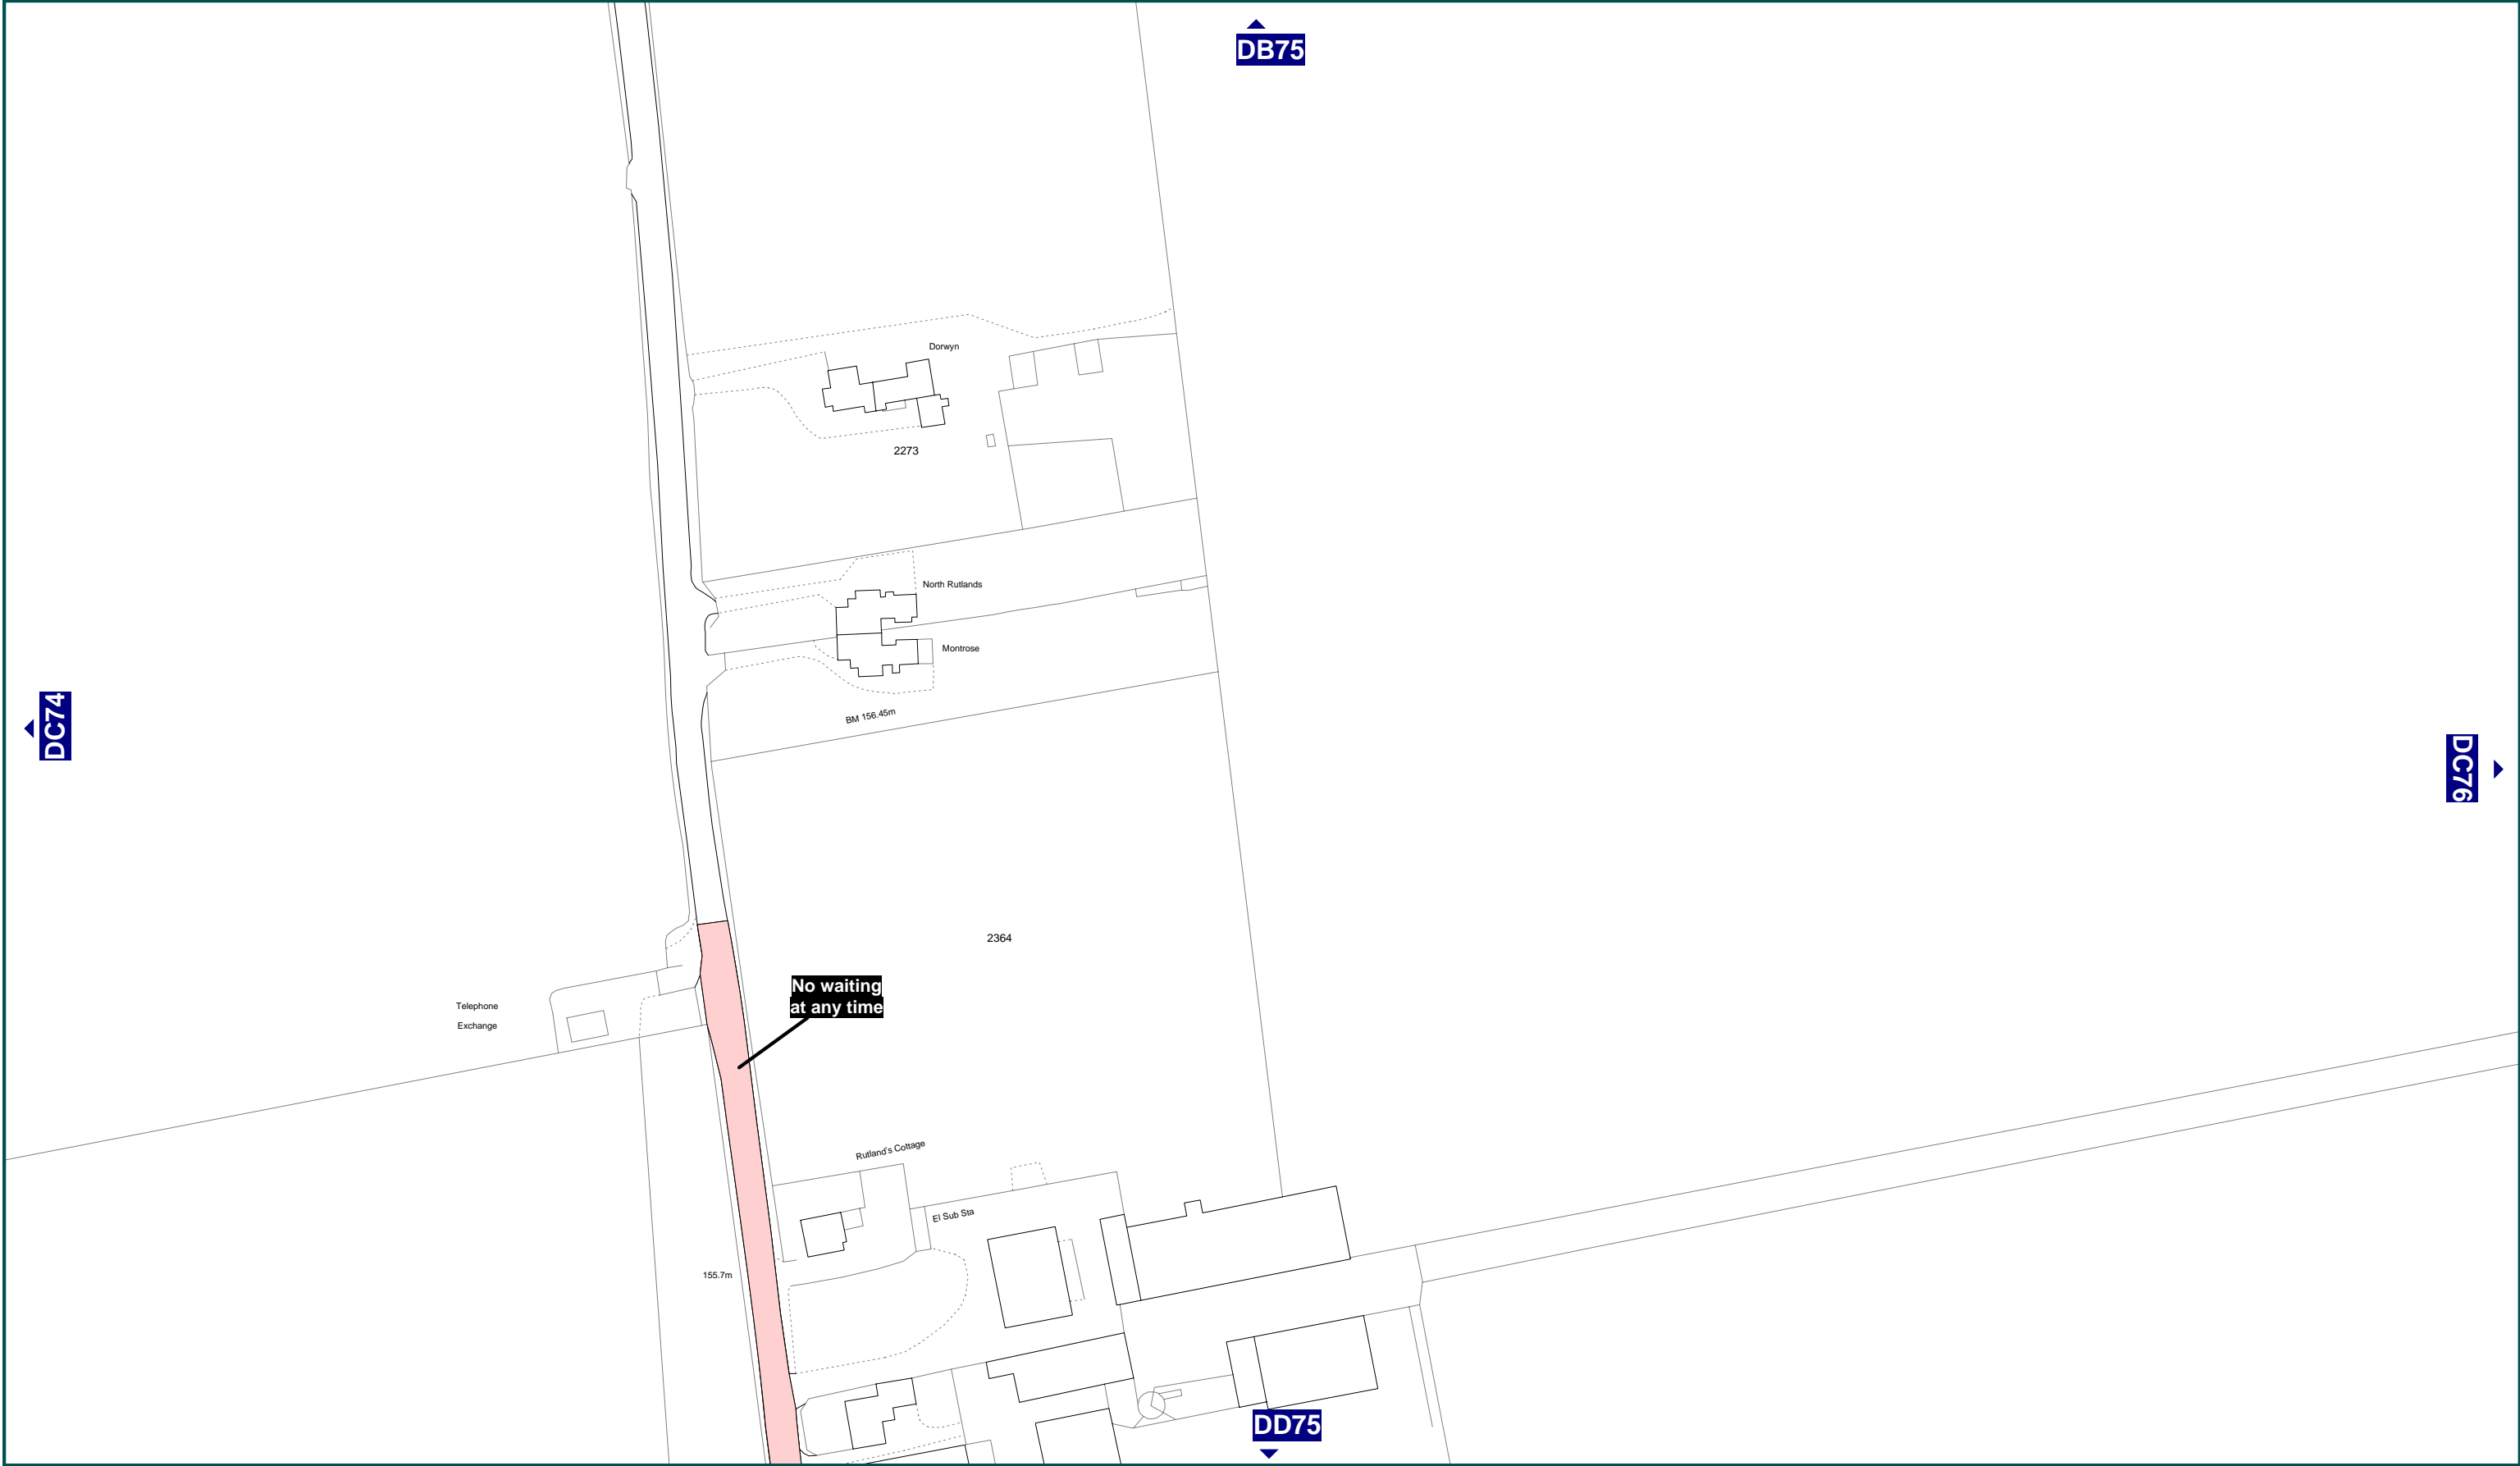 DB75
Dorwyn
2273
North Rutlands
Montrose
DC74
BM 156.45m
DC76
2364
No waiting
at any time
Telephone
Exchange
Rutland's Cottage
El Sub Sta
155.7m
DD75